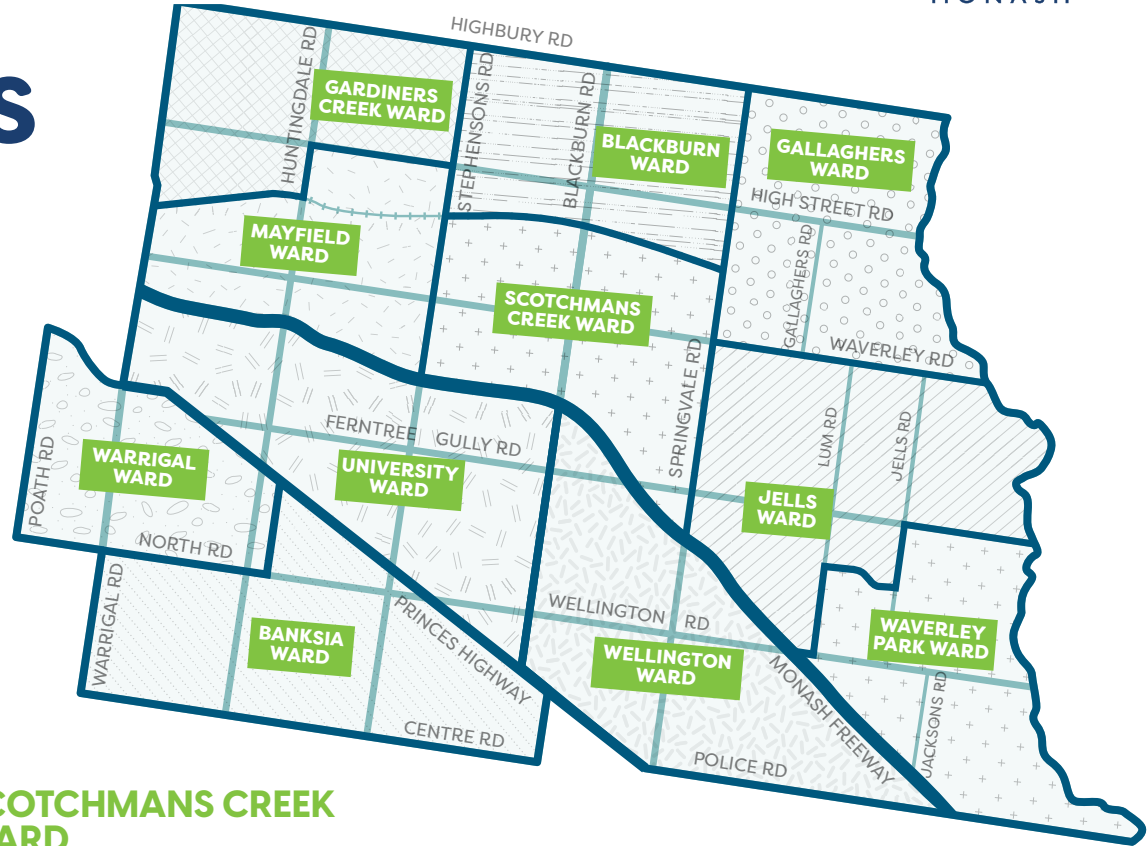 MONASH
S
HIGHBURY RD
HUNTINGDALE RD
GARDINERS
CREEK WARD
STEPHENSONS RD
BLACKBURN RD
BLACKBURN
WARD
GALLAGHERS
WARD
HIGH STREET RD
MAYFIELD
WARD
GALLAGHERS RD
SCOTCHMANS
CREEK WARD
WAVERLEY RD
SPRINGVALE RD
LUM RD
JELLS RD
FERNTREE GULLY RD
POATH RD
WARRIGAL
WARD
UNIVERSITY
WARD
JELLS
WARD
NORTH RD
WARRIGAL RD
PRINCES HIGHWAY
WELLINGTON RD
BANKSIA
WARD
WELLINGTON
WARD
WAVERLEY
PARK WARD
MONASH FREEWAY
JACKSONS RD
CENTRE RD
POLICE RD
COTCHMANS CREEK
ARD